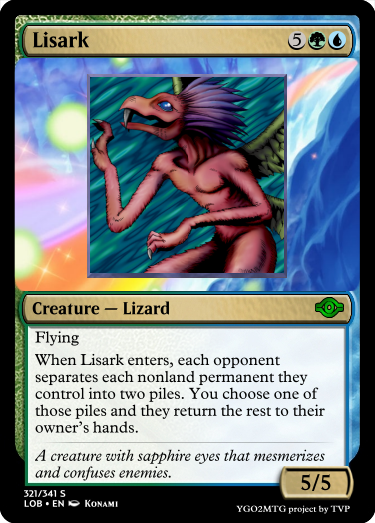 Lisark 5
Creature — Lizard
Flying
When Lisark enters, each opponent
separates each nonland permanent they
control into two piles. You choose one of
those piles and they return the rest to their
owner's hands.
A creature with sapphire eyes that mesmerizes
and confuses enemies.
5/5
321/341 S
LOB • EN Konami
YGO2MTG project by TVP